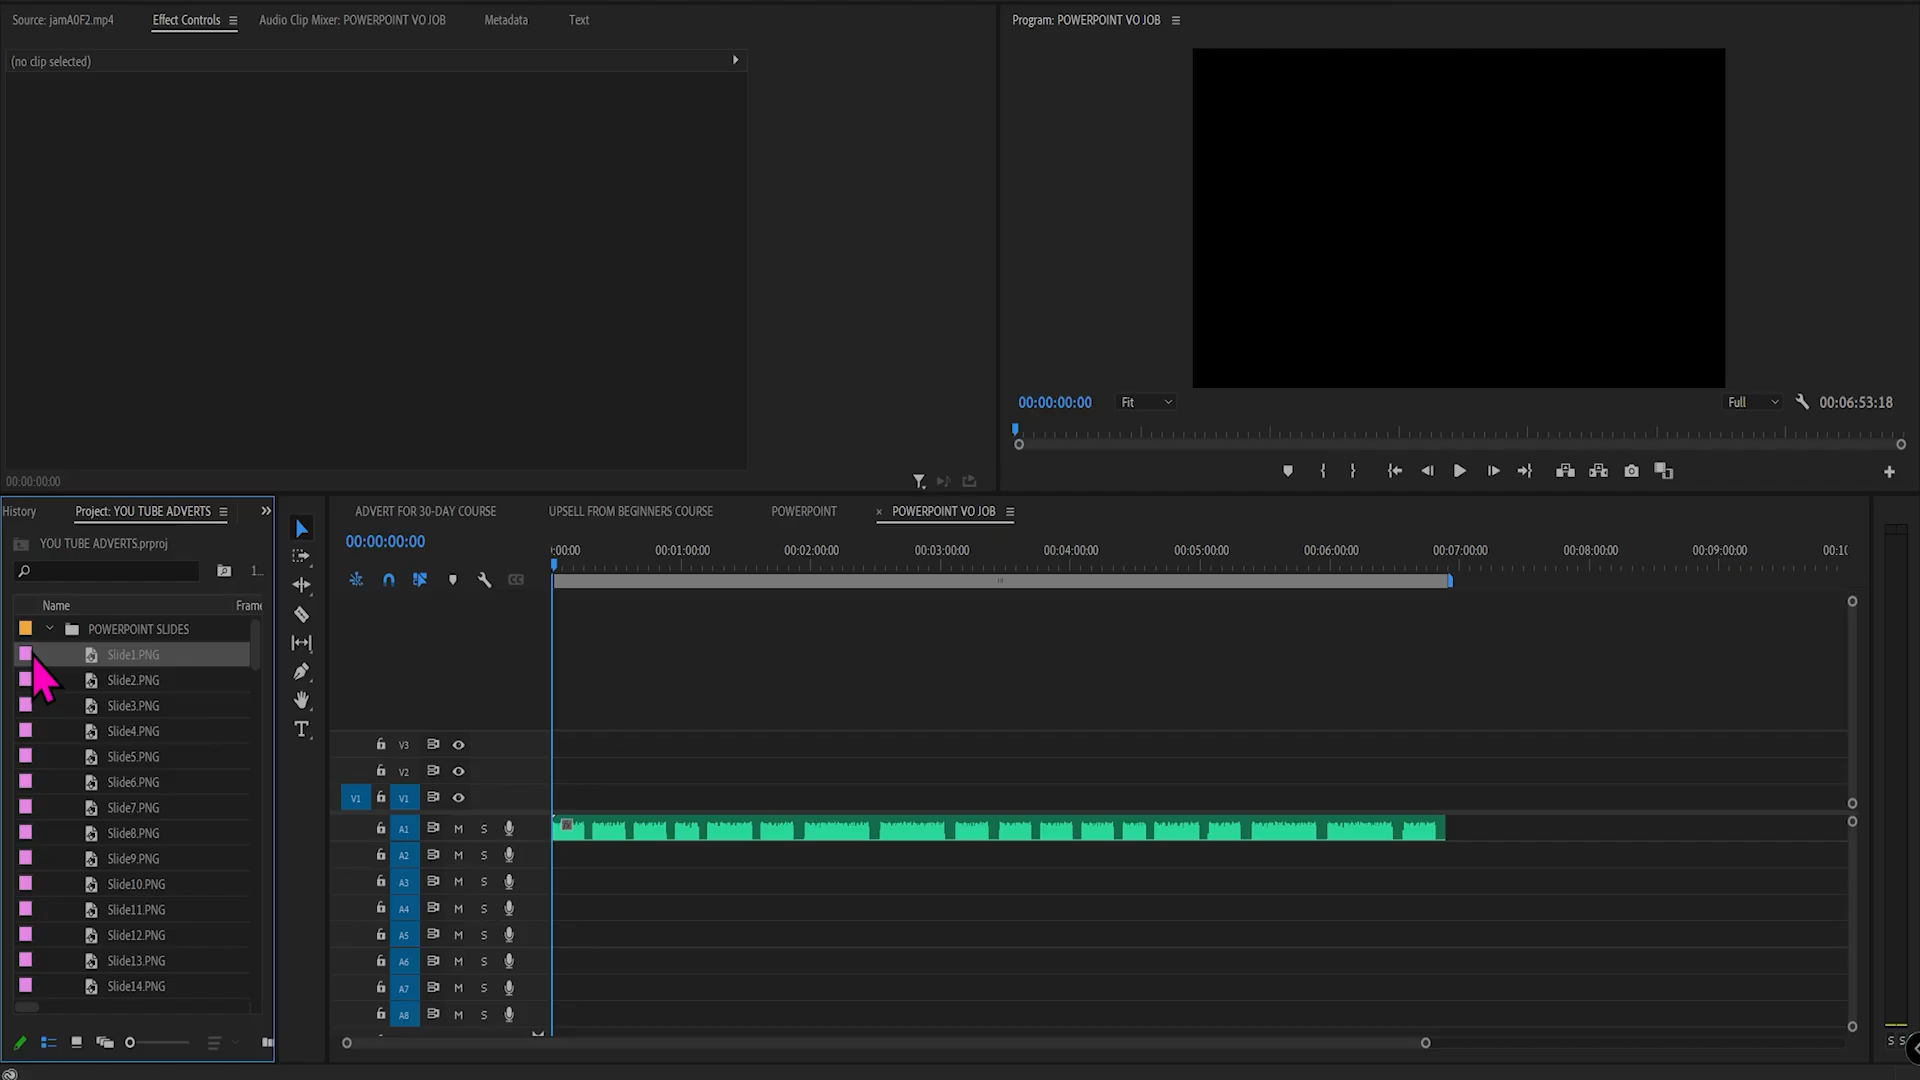 Source: jamA0F2.mp4
Effect Controls
Audio Clip Mixer: POWERPOINT VO JOB
Metadata
Text
Program: POWERPOINT VO JOB
(no clip selected)
00:00:00:00
Fit
Full
00:06:53:18
00:00:00:00
History
Project: YOU TUBE ADVERTS
ADVERT FOR 30-DAY COURSE
UPSELL FROM BEGINNERS COURSE
POWERPOINT
× POWERPOINT VO JOB
YOU TUBE ADVERTS.prproj
00:00:00:00
:00:00
00:01:00:00
00:02:00:00
00:03:00:00
00:04:00:00
00:05:00:00
00:06:00:00
00:07:00:00
00:08:00:00
00:09:00:00
00:10
1...
CC
Name
Frame
POWERPOINT SLIDES
Slide1.PNG
Slide2.PNG
Slide3.PNG
Slide4.PNG
Slide5.PNG
Slide6.PNG
Slide7.PNG
Slide8.PNG
Slide9.PNG
Slide10.PNG
Slide11.PNG
Slide12.PNG
Slide13.PNG
Slide14.PNG
T
V3
V2
V1 V1
A1 M S
fx
A2 M S
A3 M S
A4 M S
A5 M S
A6 M S
A7 M S
A8 M S
S S